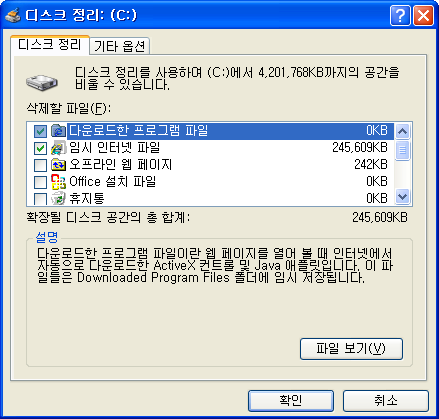 디스크 정리: (C:)
디스크 정리 기타 옵션
디스크 정리를 사용하여 (C:)에서 4,201,768KB까지의 공간을
비울 수 있습니다.
삭제할 파일(F):
다운로드한 프로그램 파일 0KB
임시 인터넷 파일 245,609KB
오프라인 웹 페이지 242KB
Office 설치 파일 0KB
휴지통 0KB
확장될 디스크 공간의 총 합계: 245,609KB
설명
다운로드한 프로그램 파일이란 웹 페이지를 열어 볼 때 인터넷에서
자동으로 다운로드한 ActiveX 컨트롤 및 Java 애플릿입니다. 이 파
일들은 Downloaded Program Files 폴더에 임시 저장됩니다.
파일 보기(V)
확인 취소